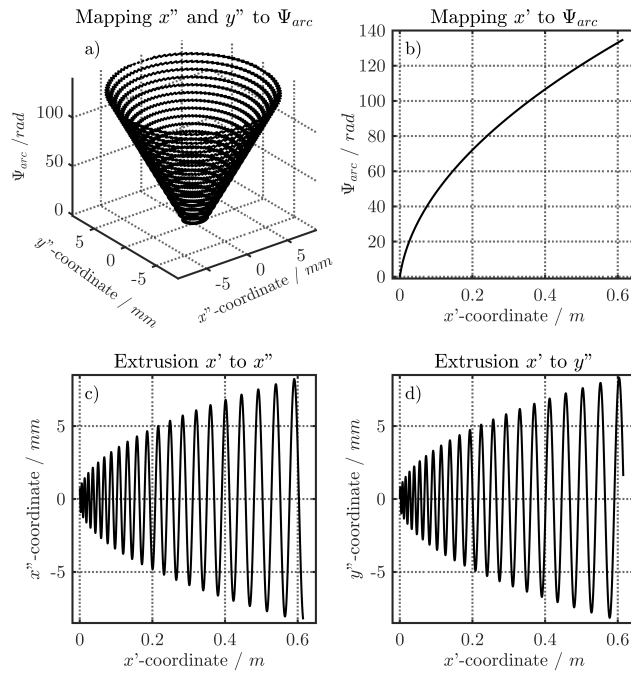 Mapping x" and y" to Ψarc
a)
100
50
0
Ψarc /rad
5
0
-5
y"-coordinate / mm
-5
0
5
x"-coordinate / mm
Mapping x' to Ψarc
b)
140
120
100
80
60
40
20
0
Ψarc / rad
0
0.2
0.4
0.6
x'-coordinate / m
Extrusion x' to x"
c)
5
0
-5
x"-coordinate / mm
0
0.2
0.4
0.6
x'-coordinate / m
Extrusion x' to y"
d)
5
0
-5
y"-coordinate / mm
0
0.2
0.4
0.6
x'-coordinate / m